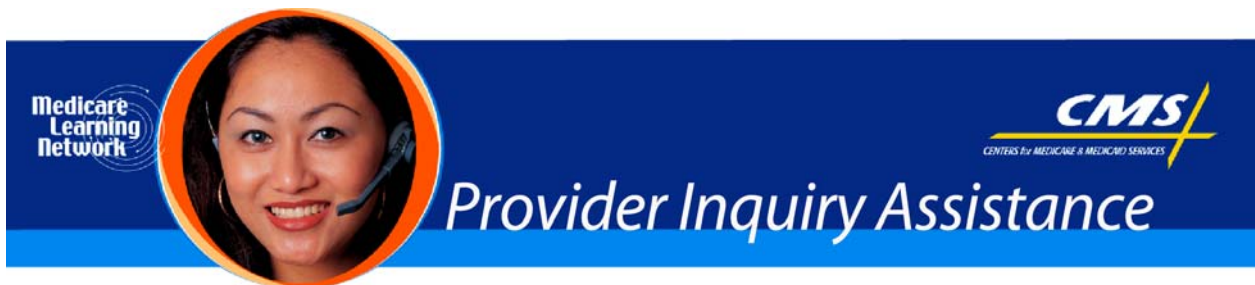 Medicare
Learning
Network
CMS
CENTERS for MEDICARE & MEDICAID SERVICES
Provider Inquiry Assistance